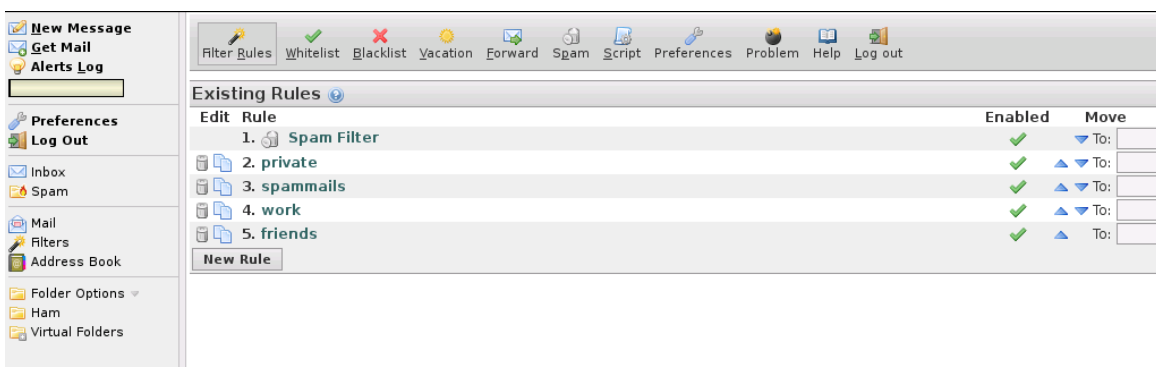 New Message
Get Mail
Alerts Log
Preferences
Log Out
Inbox
Spam
Mail
Filters
Address Book
Folder Options
Ham
Virtual Folders
Filter Rules Whitelist Blacklist Vacation Forward Spam Script Preferences Problem Help Log out
Existing Rules
Edit Rule Enabled Move
1. Spam Filter To:
2. private To:
3. spammails To:
4. work To:
5. friends To:
New Rule